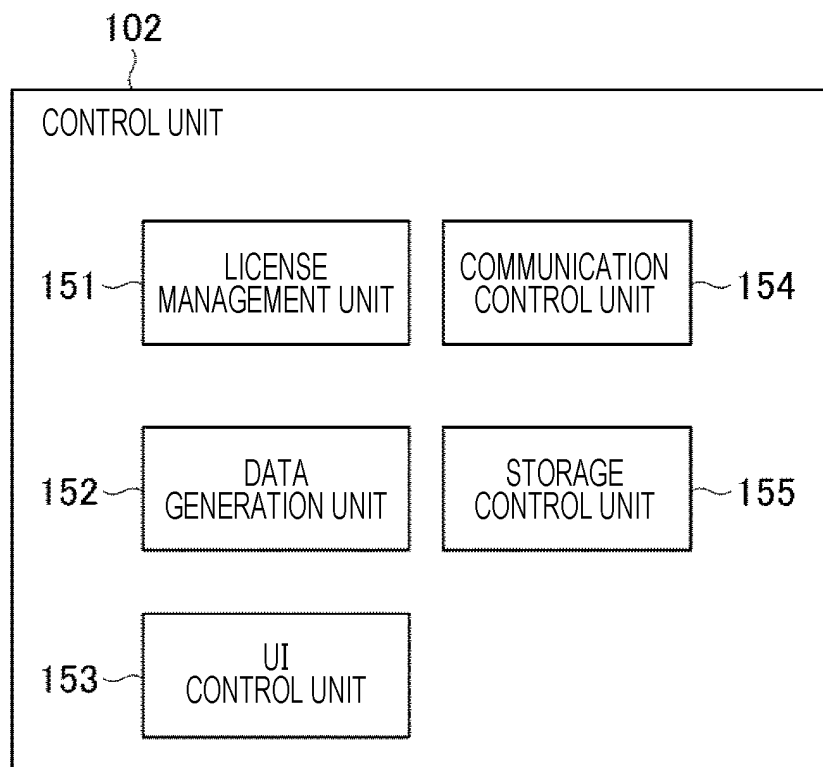 102
CONTROL UNIT
151
LICENSE
MANAGEMENT UNIT
COMMUNICATION
CONTROL UNIT
154
152
DATA
GENERATION UNIT
STORAGE
CONTROL UNIT
155
153
UI
CONTROL UNIT